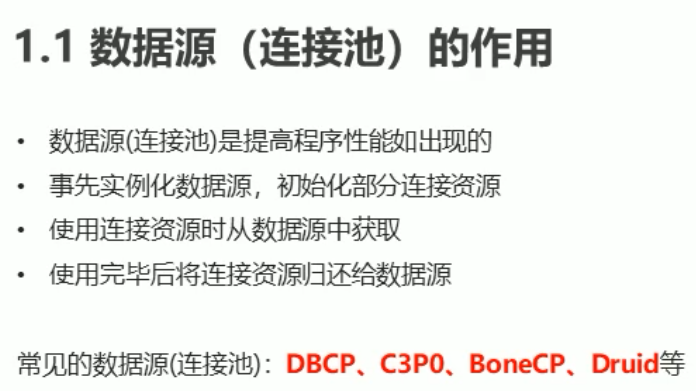 1.1 数据源（连接池）的作用
• 数据源(连接池)是提高程序性能如出现的
• 事先实例化数据源，初始化部分连接资源
• 使用连接资源时从数据源中获取
• 使用完毕后将连接资源归还给数据源
常见的数据源(连接池)：DBCP、C3P0、BoneCP、Druid等